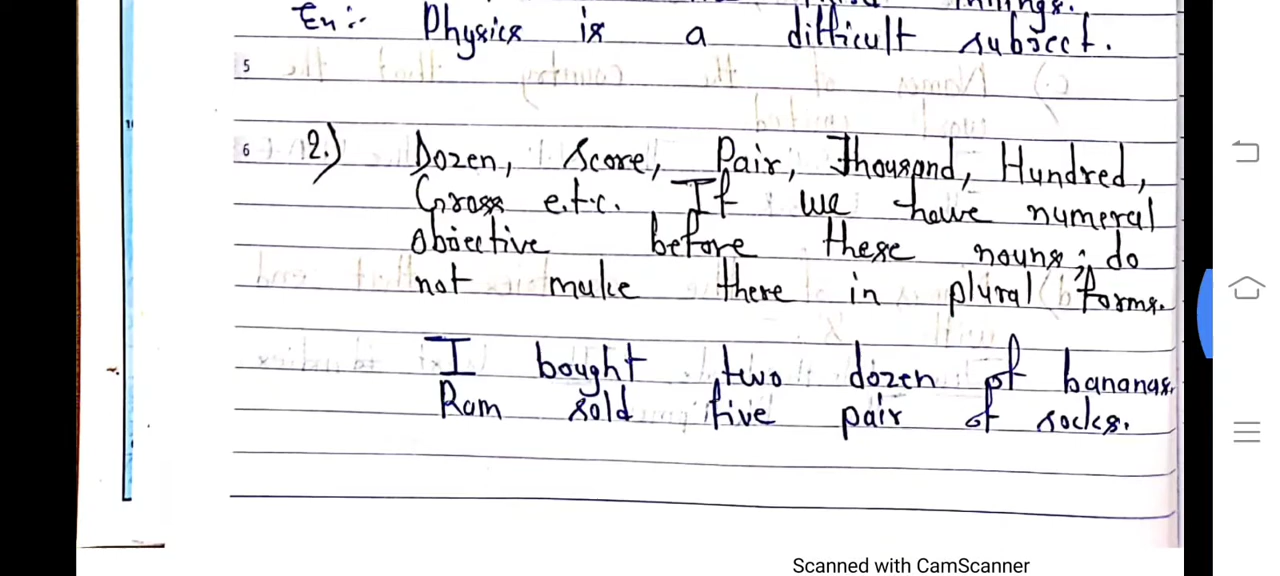 Ex:- Physics is a difficult subject.
5
6 2.) Dozen, Score, Pair, Thousand, Hundred,
Gross e.t.c. If we have numeral
objective before these nouns; do
not make there in plural forms.
I bought two dozen of bananas.
Ram sold five pair of socks.
Scanned with CamScanner